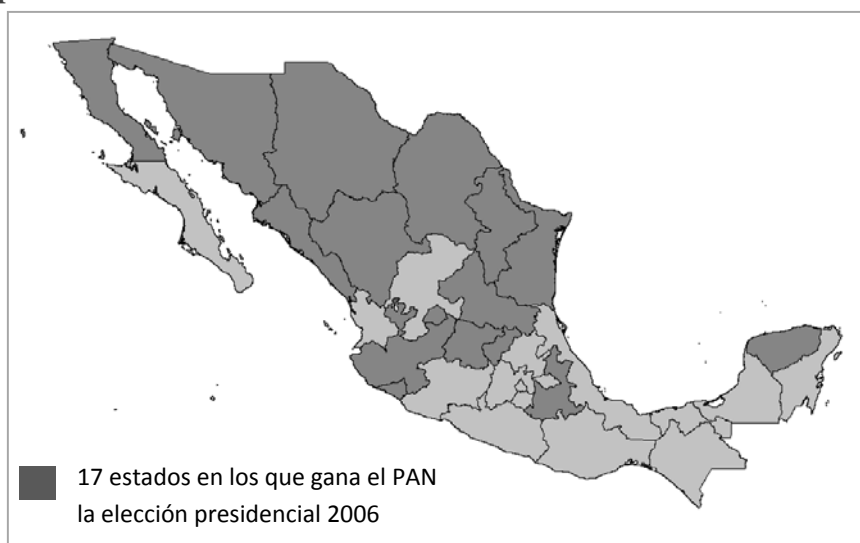 17 estados en los que gana el PAN
la elección presidencial 2006